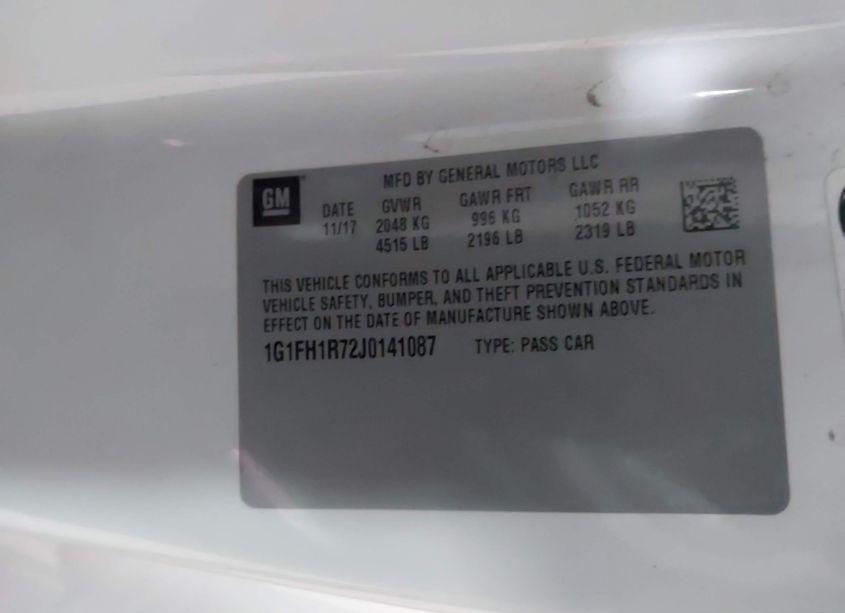 GM
MFD BY GENERAL MOTORS LLC
DATE GVWR GAWR FRT GAWR RR
11/17 2048 KG 996 KG 1052 KG
4515 LB 2196 LB 2319 LB
THIS VEHICLE CONFORMS TO ALL APPLICABLE U.S. FEDERAL MOTOR
VEHICLE SAFETY, BUMPER, AND THEFT PREVENTION STANDARDS IN
EFFECT ON THE DATE OF MANUFACTURE SHOWN ABOVE.
1G1FH1R72J0141087 TYPE: PASS CAR